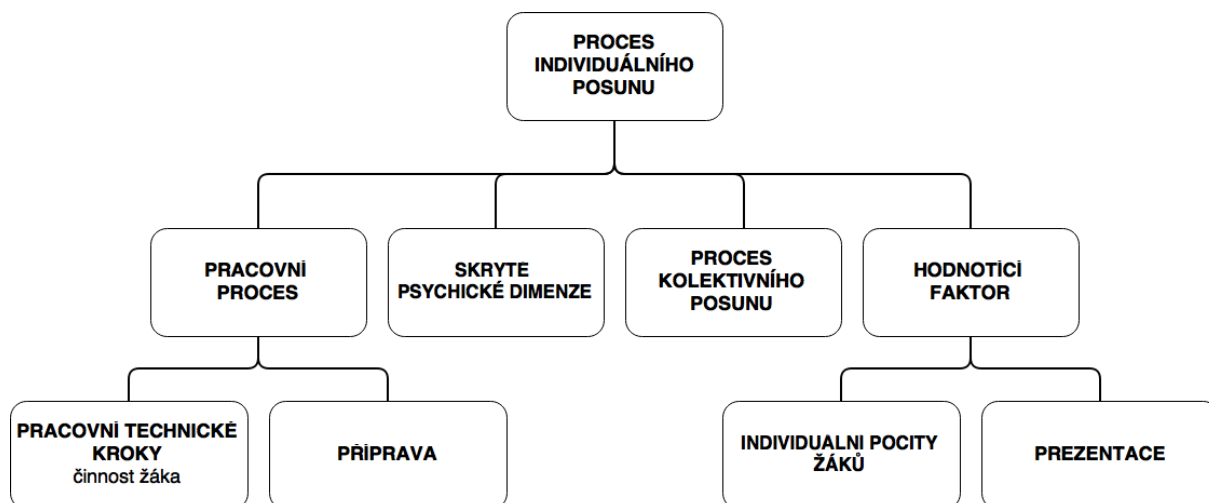 PROCES
INDIVIDUÁLNÍHO
POSUNU
PRACOVNÍ
PROCES
SKRYTÉ
PSYCHICKÉ DIMENZE
PROCES
KOLEKTIVNÍHO
POSUNU
HODNOTÍCÍ
FAKTOR
PRACOVNÍ TECHNICKÉ
KROKY
činnost žáka
PŘÍPRAVA
INDIVIDUALNI POCITY
ŽÁKŮ
PREZENTACE